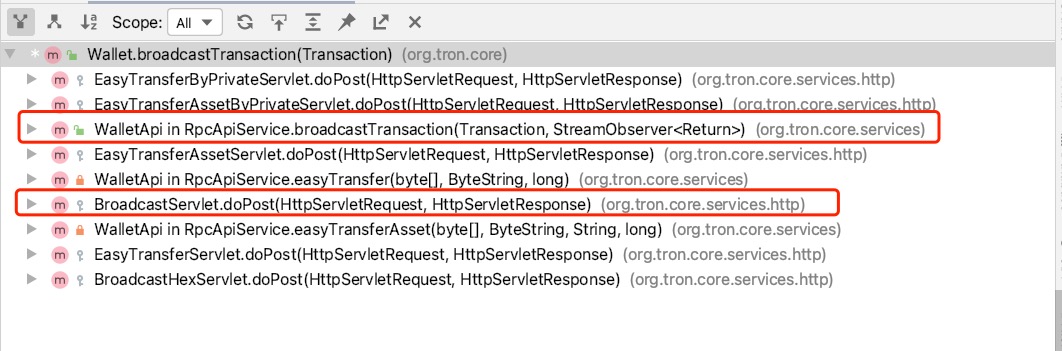 Scope: All
Wallet.broadcastTransaction(Transaction) (org.tron.core)
m EasyTransferByPrivateServlet.doPost(HttpServletRequest, HttpServletResponse) (org.tron.core.services.http)
m EasyTransferAssetByPrivateServlet.doPost(HttpServletRequest, HttpServletResponse) (org.tron.core.services.http)
m WalletApi in RpcApiService.broadcastTransaction(Transaction, StreamObserver<Return>) (org.tron.core.services)
m EasyTransferAssetServlet.doPost(HttpServletRequest, HttpServletResponse) (org.tron.core.services.http)
m WalletApi in RpcApiService.easyTransfer(byte[], ByteString, long) (org.tron.core.services)
m BroadcastServlet.doPost(HttpServletRequest, HttpServletResponse) (org.tron.core.services.http)
m WalletApi in RpcApiService.easyTransferAsset(byte[], ByteString, String, long) (org.tron.core.services)
m EasyTransferServlet.doPost(HttpServletRequest, HttpServletResponse) (org.tron.core.services.http)
m BroadcastHexServlet.doPost(HttpServletRequest, HttpServletResponse) (org.tron.core.services.http)